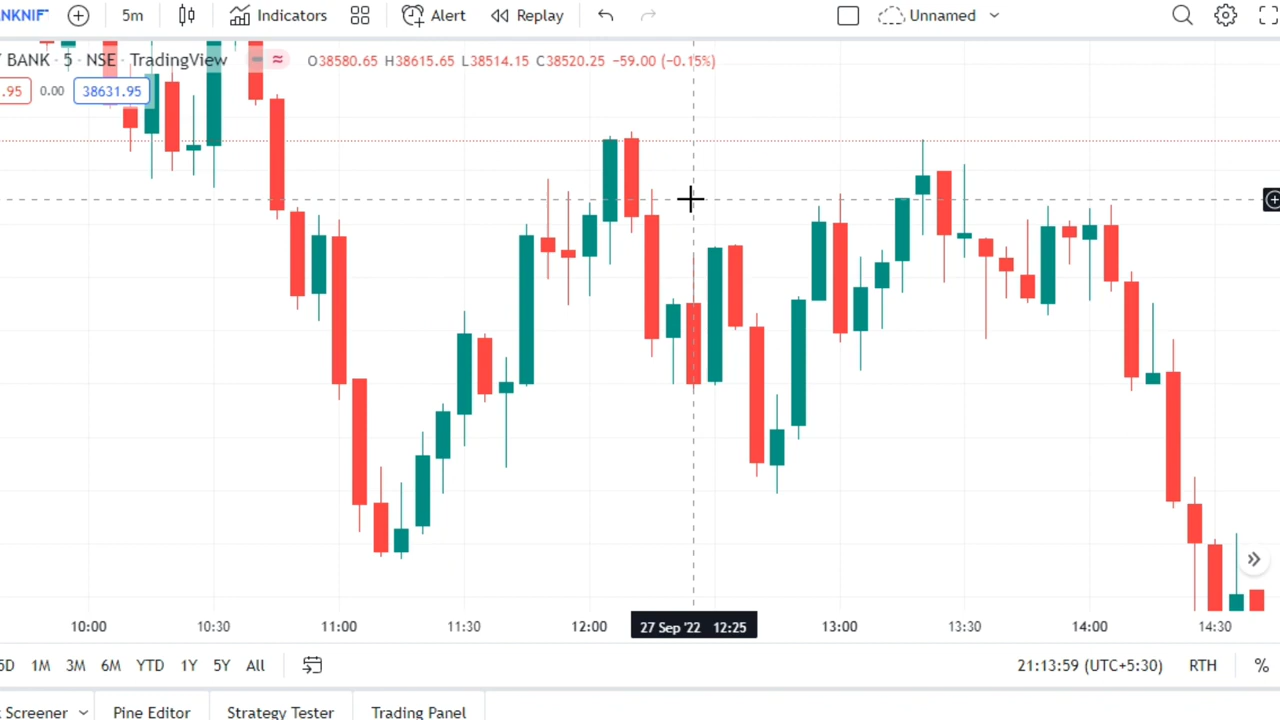 NKNIF 5m Indicators Alert Replay Unnamed
BANK · 5 · NSE TradingView O38580.65 H38615.65 L38514.15 C38520.25 −59.00 (−0.15%)
.95 0.00 38631.95
10:00 10:30 11:00 11:30 12:00 27 Sep '22 12:25 13:00 13:30 14:00 14:30
5D 1M 3M 6M YTD 1Y 5Y All 21:13:59 (UTC+5:30) RTH %
Screener Pine Editor Strategy Tester Trading Panel